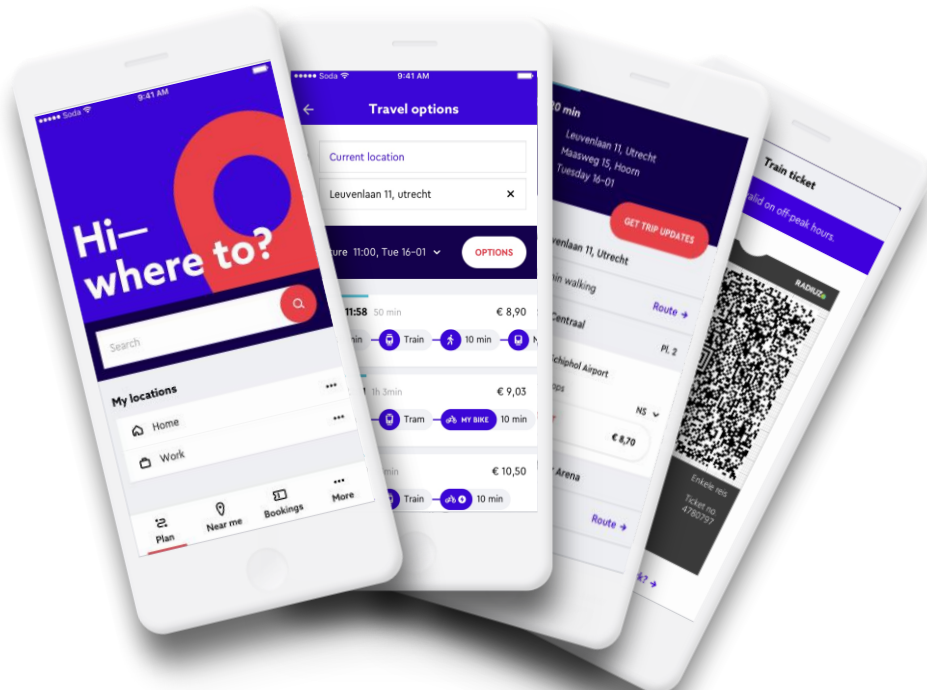 Soda
9:41 AM
Hi—
where to?
Search
My locations
Home
Work
Plan
Near me
Bookings
More
Soda
9:41 AM
Travel options
Current location
Leuvenlaan 11, utrecht
11:00, Tue 16-01
OPTIONS
11:58 50 min € 8,90
Train 10 min
1h 3min € 9,03
Tram MY BIKE 10 min
€ 10,50
Train 10 min
min
Leuvenlaan 11, Utrecht
Maasweg 15, Hoorn
Tuesday 16-01
GET TRIP UPDATES
11, Utrecht
walking
Route →
Centraal
Pl. 2
Schiphol Airport
NS
€ 8,70
Arena
Route →
Train ticket
on off-peak hours.
RADIUZ
Enkele reis
Ticket no.
4780797